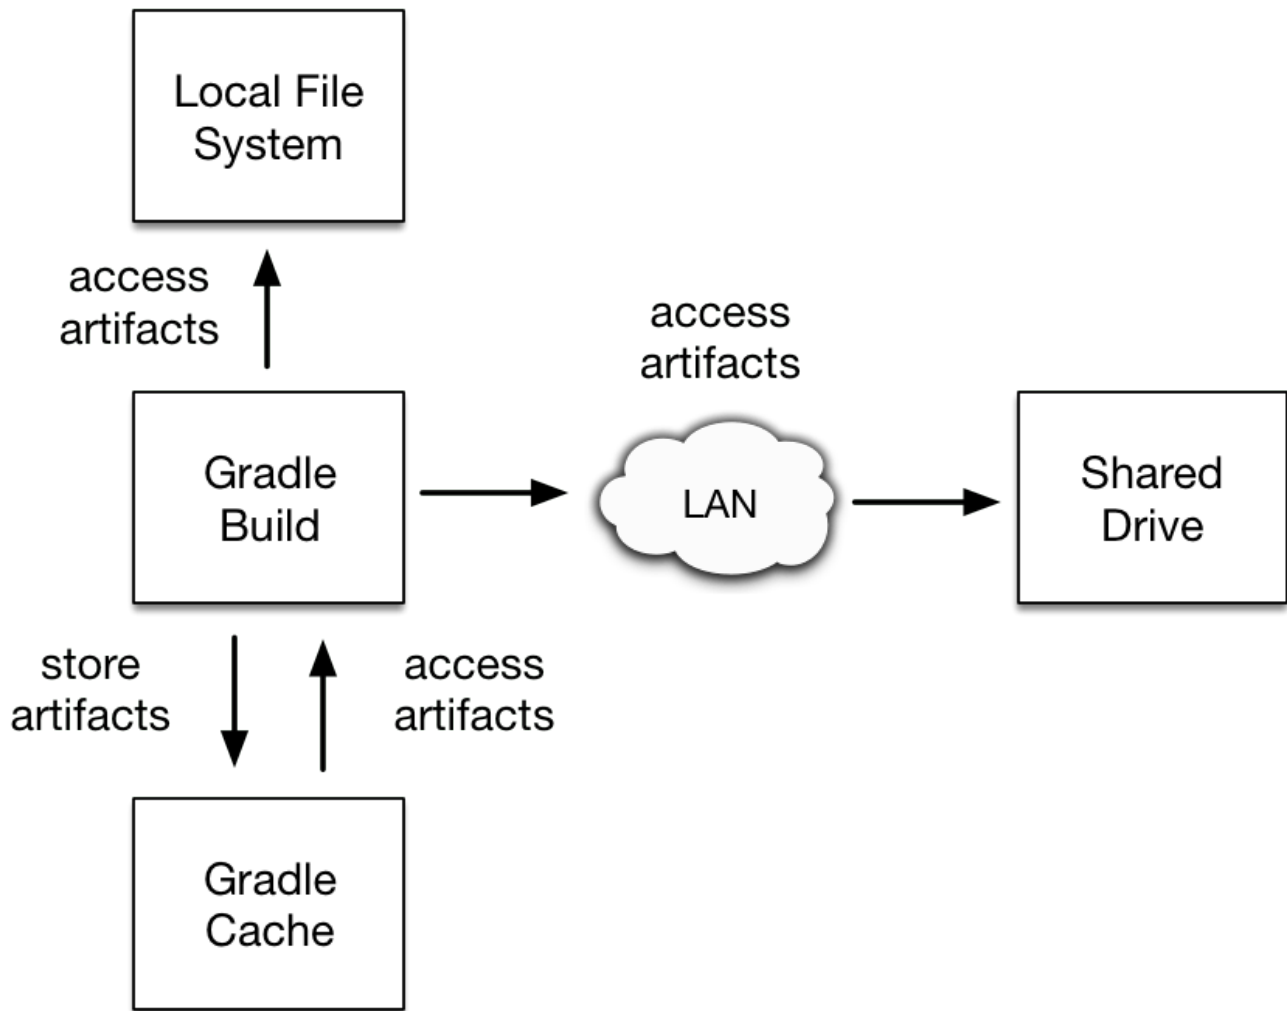 Local File
System
access
artifacts
access
artifacts
Gradle
Build
LAN
Shared
Drive
store
artifacts
access
artifacts
Gradle
Cache